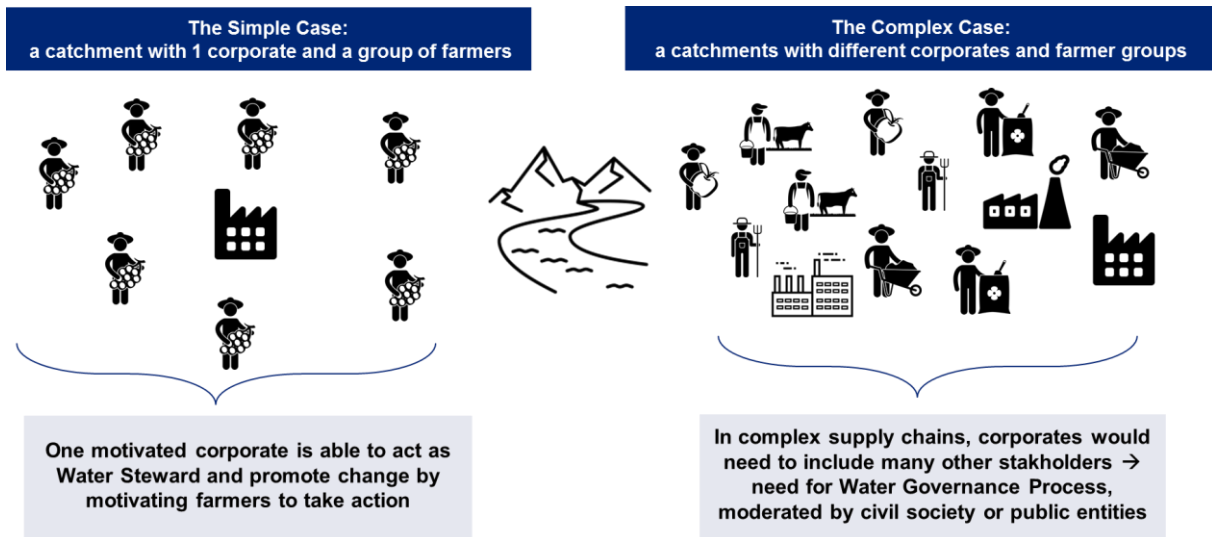 The Simple Case:
a catchment with 1 corporate and a group of farmers
The Complex Case:
a catchments with different corporates and farmer groups
One motivated corporate is able to act as
Water Steward and promote change by
motivating farmers to take action
In complex supply chains, corporates would
need to include many other stakholders →
need for Water Governance Process,
moderated by civil society or public entities